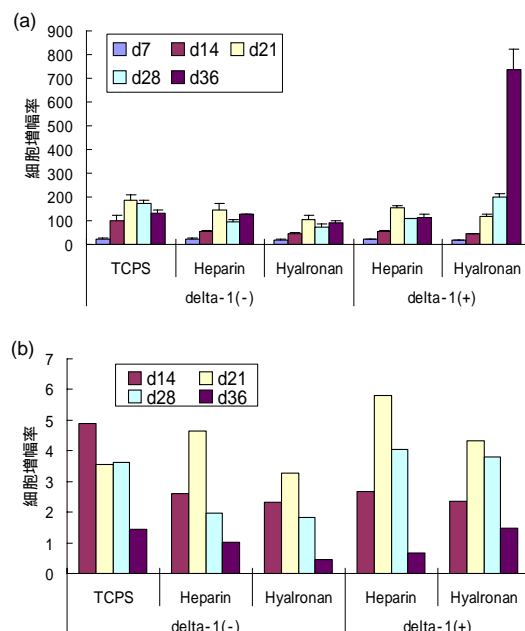 (a)
900
800
700
600
500
400
300
200
100
0
細胞増幅率
d7 d14 d21
d28 d36
TCPS Heparin Hyalronan Heparin Hyalronan
delta-1(-) delta-1(+)
(b)
7
6
5
4
3
2
1
0
細胞増幅率
d14 d21
d28 d36
TCPS Heparin Hyalronan Heparin Hyalronan
delta-1(-) delta-1(+)